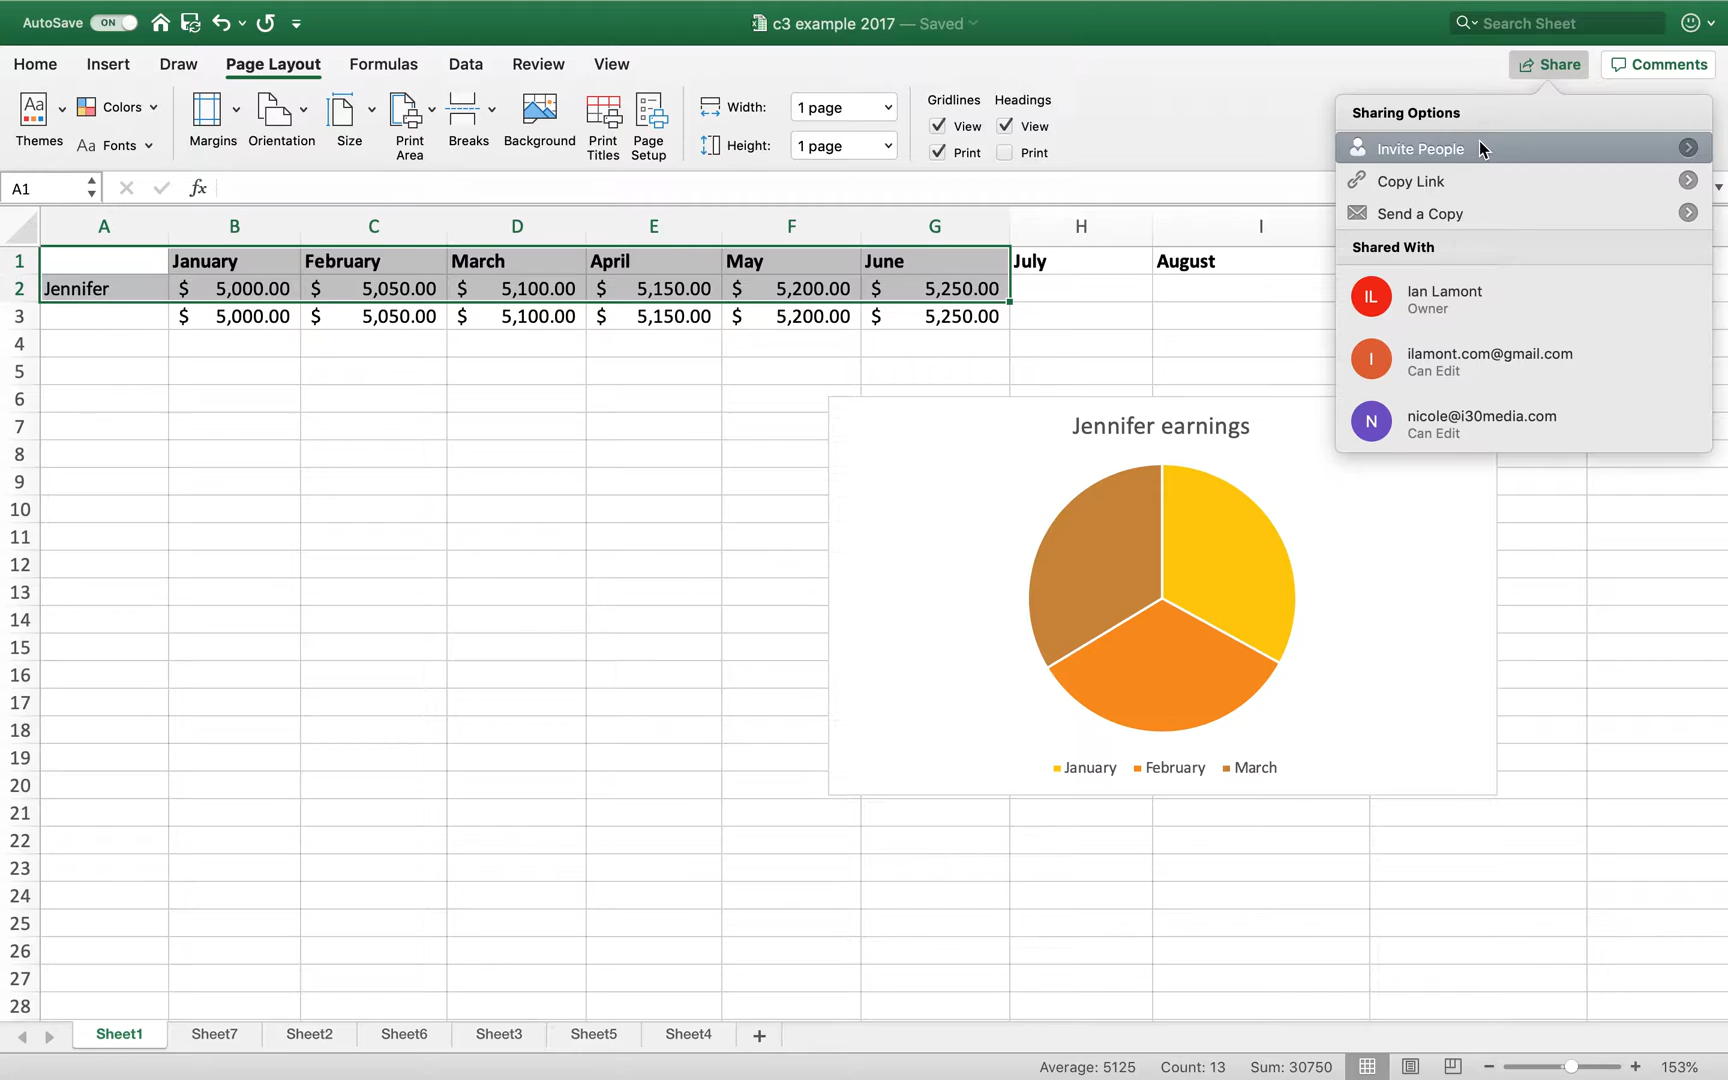 AutoSave ON c3 example 2017 — Saved Search Sheet
Home Insert Draw Page Layout Formulas Data Review View Share Comments
Aa Themes Colors Aa Fonts Margins Orientation Size Print Area Breaks Background Print Titles Page Setup
Width: 1 page
Height: 1 page
Gridlines Headings
View View
Print Print
Sharing Options
Invite People
Copy Link
Send a Copy
Shared With
IL Ian Lamont
Owner
I ilamont.com@gmail.com
Can Edit
N nicole@i30media.com
Can Edit
A1 fx
A B C D E F G H I
1 January February March April May June July August
2 Jennifer $ 5,000.00 $ 5,050.00 $ 5,100.00 $ 5,150.00 $ 5,200.00 $ 5,250.00
3 $ 5,000.00 $ 5,050.00 $ 5,100.00 $ 5,150.00 $ 5,200.00 $ 5,250.00
4
5
6
7
8
9
10
11
12
13
14
15
16
17
18
19
20
21
22
23
24
25
26
27
28
Jennifer earnings
January February March
Sheet1 Sheet7 Sheet2 Sheet6 Sheet3 Sheet5 Sheet4 +
Average: 5125 Count: 13 Sum: 30750 153%